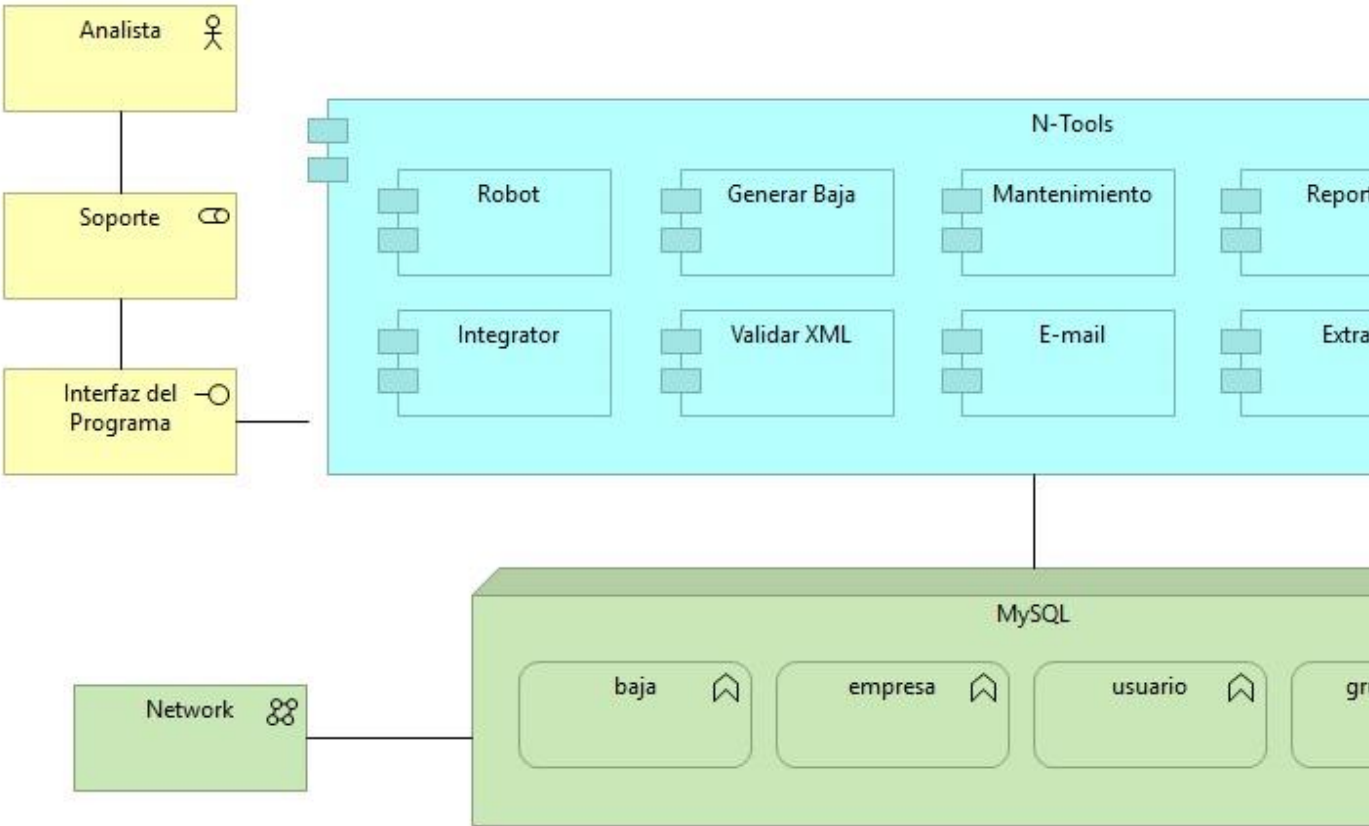 Analista
Soporte
Interfaz del
Programa
N-Tools
Robot
Generar Baja
Mantenimiento
Integrator
Validar XML
E-mail
MySQL
baja
empresa
usuario
Network